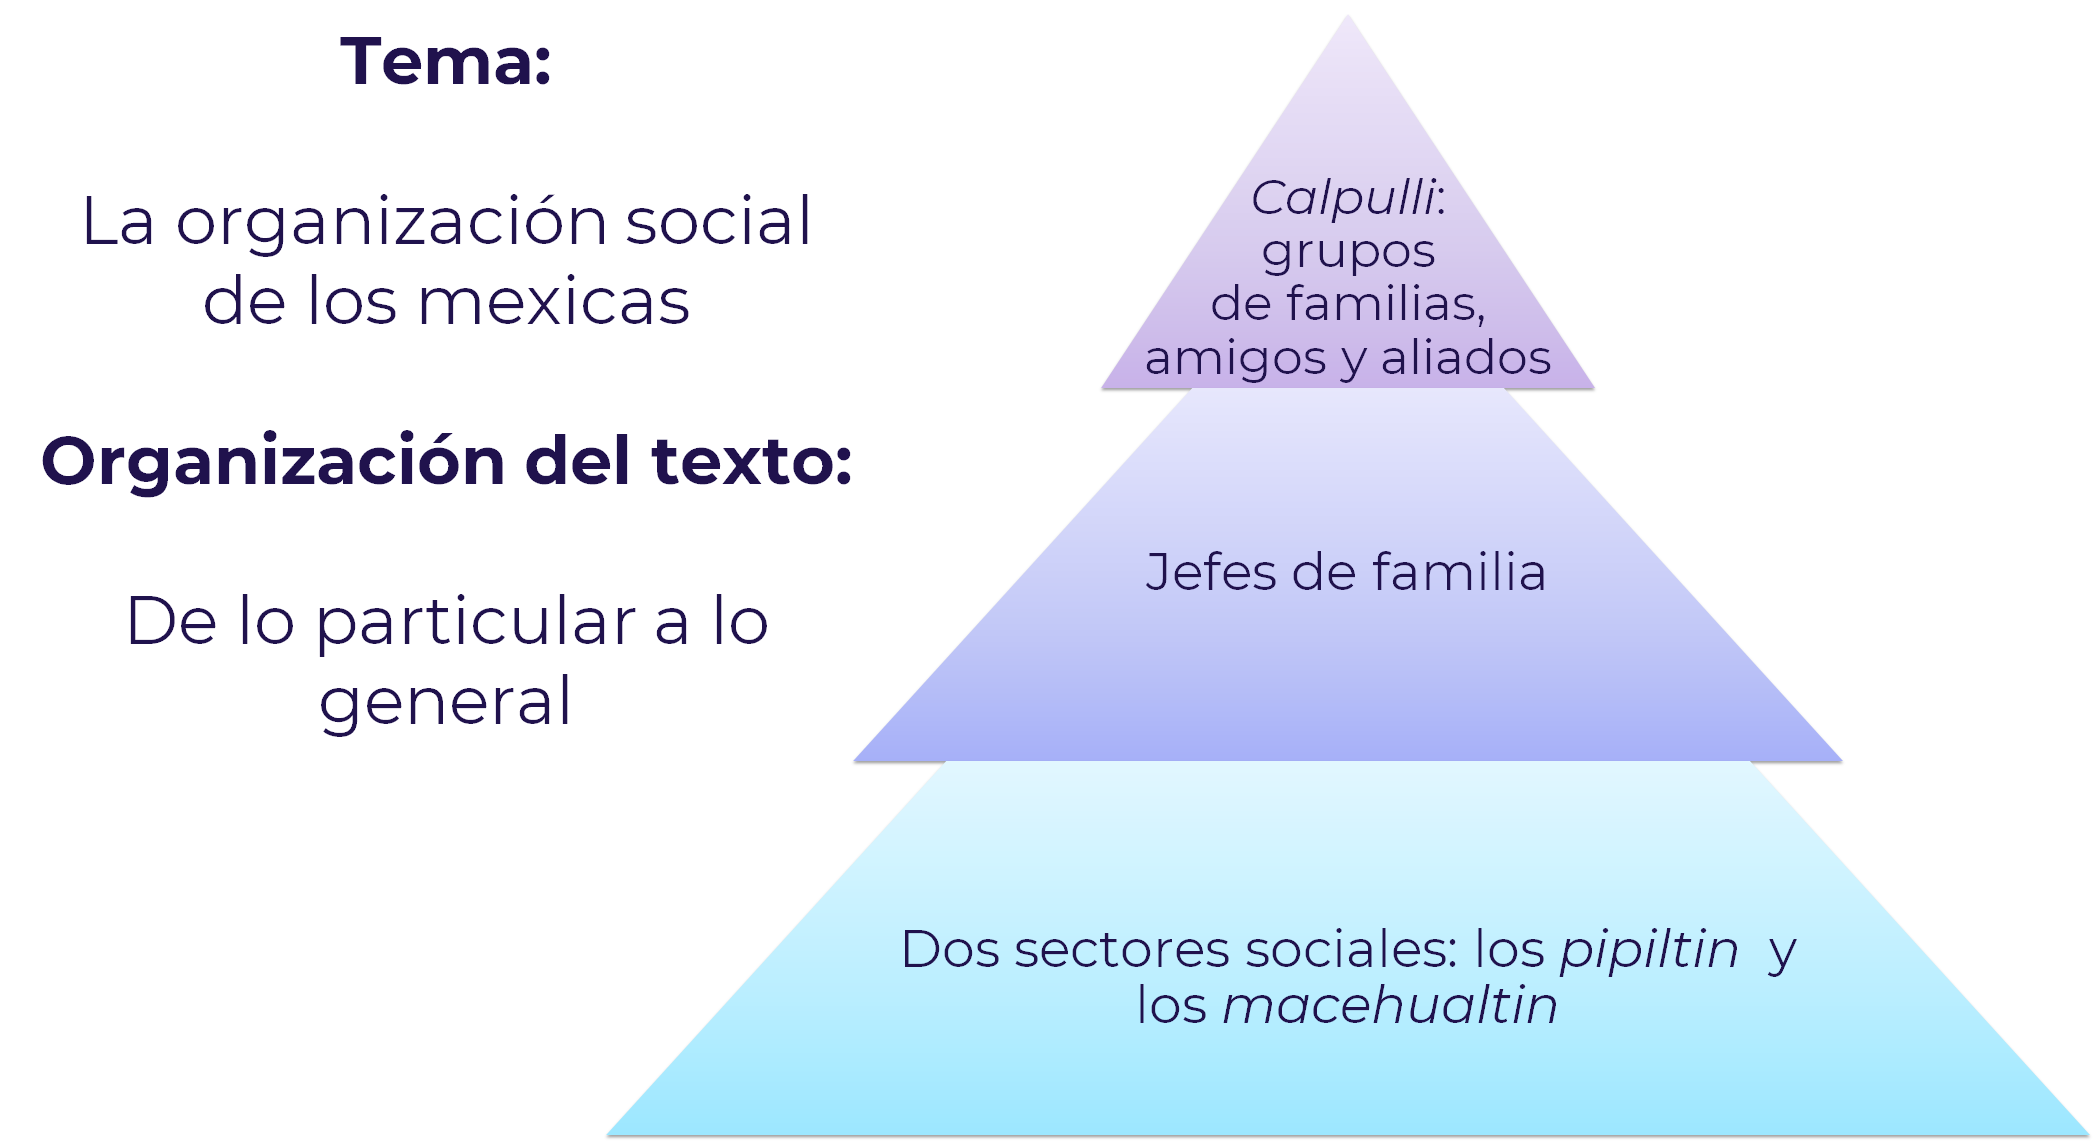 Tema:
La organización social
de los mexicas
Organización del texto:
De lo particular a lo
general
Calpulli:
grupos
de familias,
amigos y aliados
Jefes de familia
Dos sectores sociales: los pipiltin y
los macehualtin